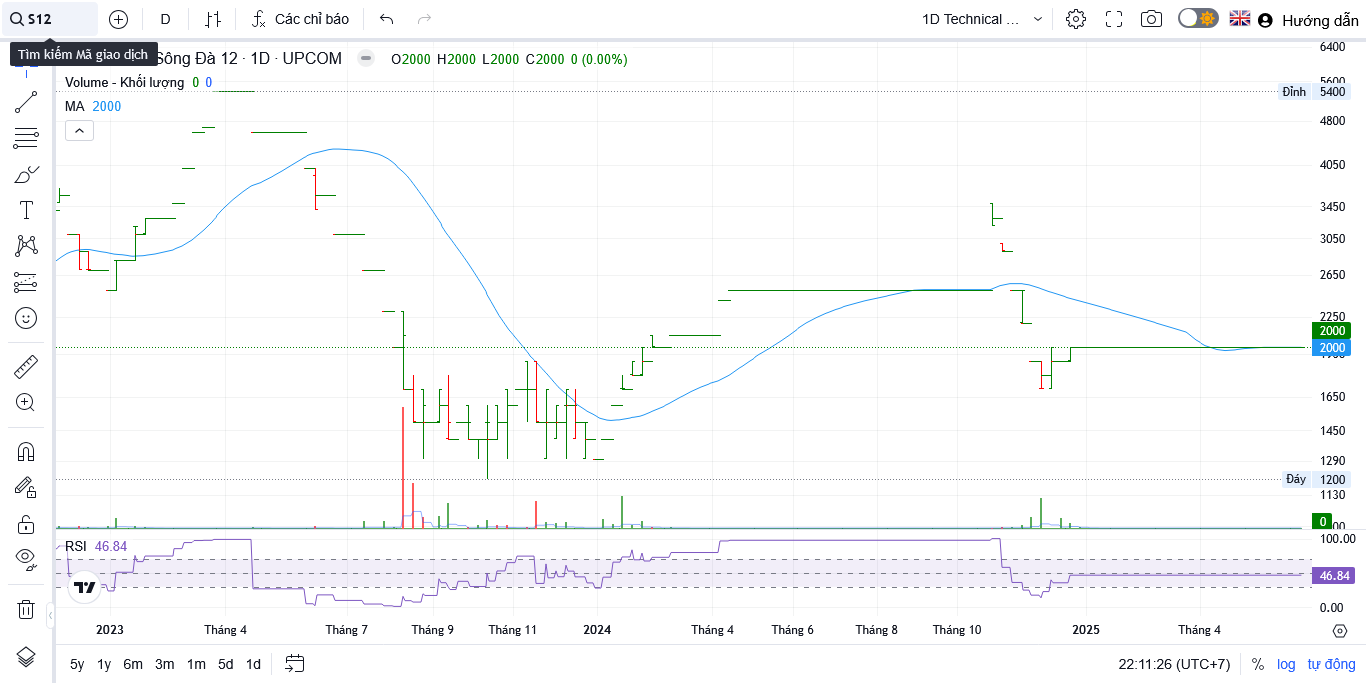 S12 D Các chỉ báo 1D Technical ... Hướng dẫn
Tìm kiếm Mã giao dịch
Sông Đà 12 · 1D · UPCOM O2000 H2000 L2000 C2000 0 (0.00%)
Volume - Khối lượng 0 0
MA 2000
6400
5600
Đỉnh 5400
4800
4050
3450
3050
2650
2250
2000
2000
1650
1450
1290
Đáy 1200
1130
0
RSI 46.84
100.00
46.84
0.00
2023 Tháng 4 Tháng 7 Tháng 9 Tháng 11 2024 Tháng 4 Tháng 6 Tháng 8 Tháng 10 2025 Tháng 4
5y 1y 6m 3m 1m 5d 1d 22:11:26 (UTC+7) % log tự động